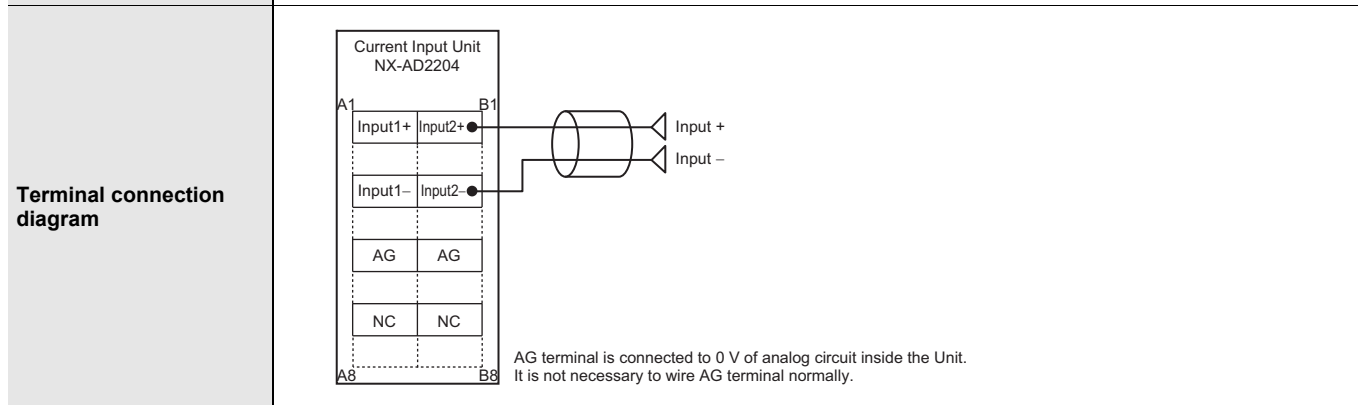 Terminal connection
diagram
Current Input Unit
NX-AD2204
A1 B1
Input1+ Input2+ Input +
Input −
Input1− Input2−
AG AG
NC NC
A8 B8
AG terminal is connected to 0 V of analog circuit inside the Unit.
It is not necessary to wire AG terminal normally.